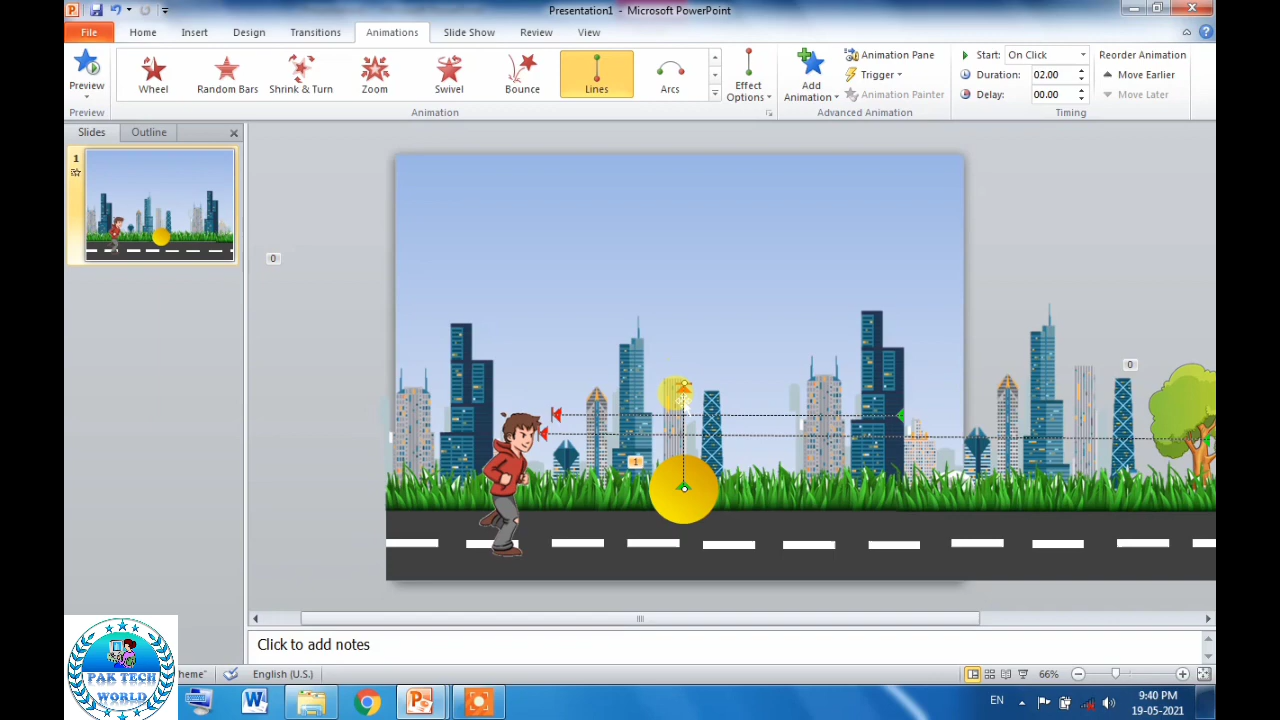 Presentation1 - Microsoft PowerPoint
File Home Insert Design Transitions Animations Slide Show Review View
Preview
Wheel Random Bars Shrink & Turn Zoom Swivel Bounce Lines Arcs
Effect Options
Add Animation
Animation Pane
Trigger
Animation Painter
Start: On Click
Duration: 02.00
Delay: 00.00
Reorder Animation
Move Earlier
Move Later
Preview Animation Advanced Animation Timing
Slides Outline
1
0
0
1
Click to add notes
heme" English (U.S.) 66%
PAK TECH
WORLD
EN 9:40 PM
19-05-2021